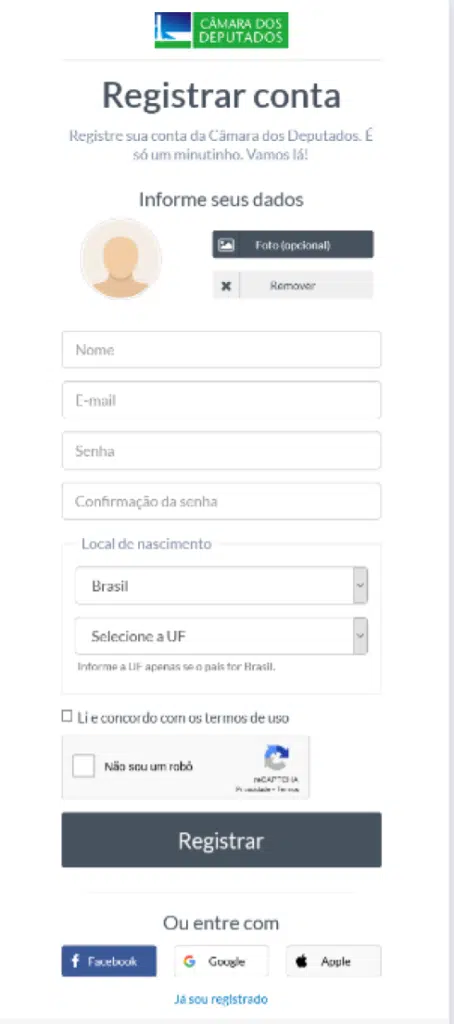 CÂMARA DOS
DEPUTADOS
Registrar conta
Registre sua conta da Câmara dos Deputados. É
só um minutinho. Vamos lá!
Informe seus dados
Foto (opcional)
Remover
Nome
E-mail
Senha
Confirmação da senha
Local de nascimento
Brasil
Selecione a UF
Informe a UF apenas se o país for Brasil.
Li e concordo com os termos de uso
Não sou um robô
reCAPTCHA
Privacidade - Termos
Registrar
Ou entre com
Facebook
Google
Apple
Já sou registrado